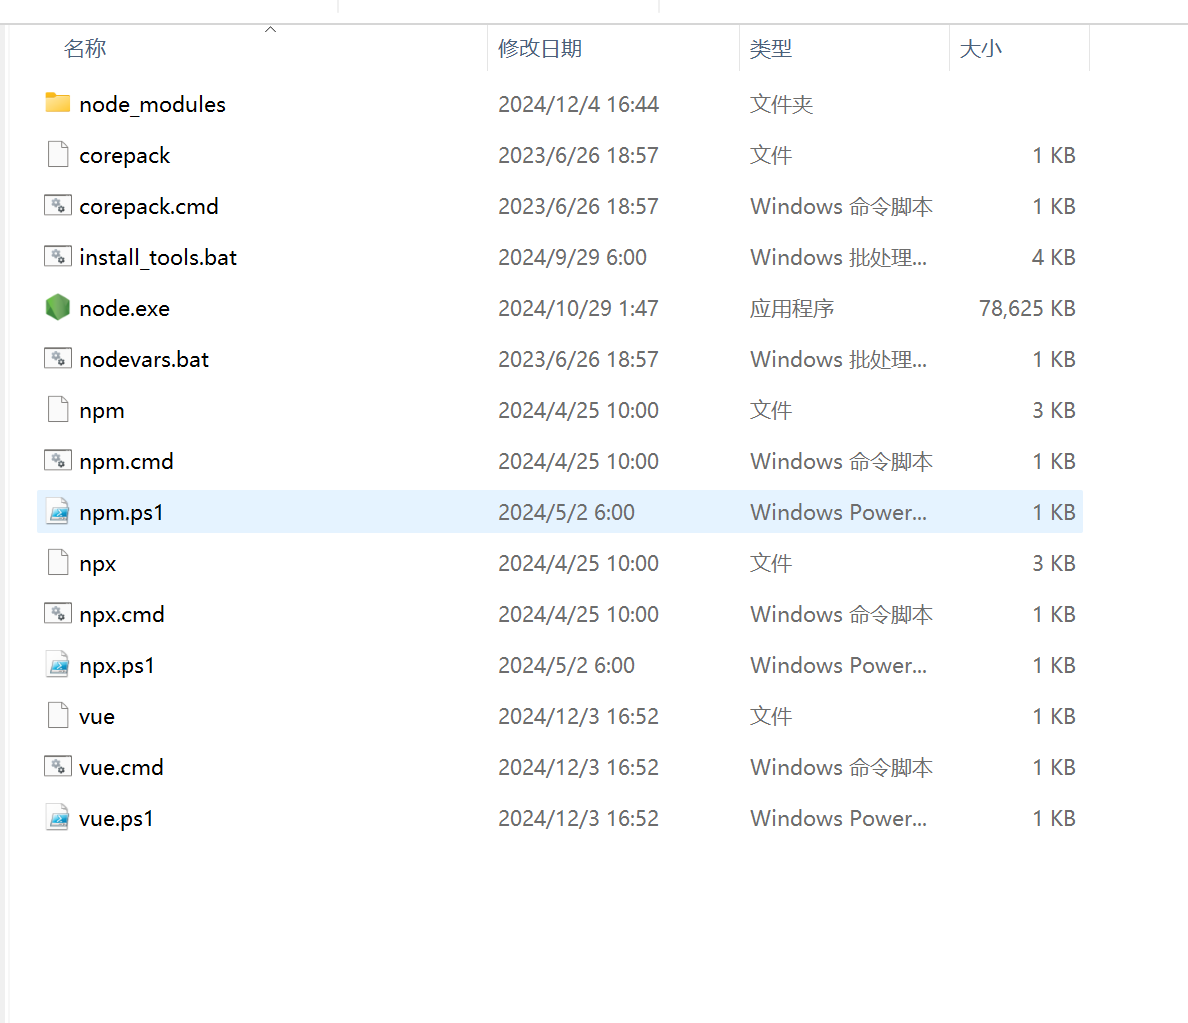 名称 修改日期 类型 大小
node_modules 2024/12/4 16:44 文件夹
corepack 2023/6/26 18:57 文件 1 KB
corepack.cmd 2023/6/26 18:57 Windows 命令脚本 1 KB
install_tools.bat 2024/9/29 6:00 Windows 批处理... 4 KB
node.exe 2024/10/29 1:47 应用程序 78,625 KB
nodevars.bat 2023/6/26 18:57 Windows 批处理... 1 KB
npm 2024/4/25 10:00 文件 3 KB
npm.cmd 2024/4/25 10:00 Windows 命令脚本 1 KB
npm.ps1 2024/5/2 6:00 Windows Power... 1 KB
npx 2024/4/25 10:00 文件 3 KB
npx.cmd 2024/4/25 10:00 Windows 命令脚本 1 KB
npx.ps1 2024/5/2 6:00 Windows Power... 1 KB
vue 2024/12/3 16:52 文件 1 KB
vue.cmd 2024/12/3 16:52 Windows 命令脚本 1 KB
vue.ps1 2024/12/3 16:52 Windows Power... 1 KB